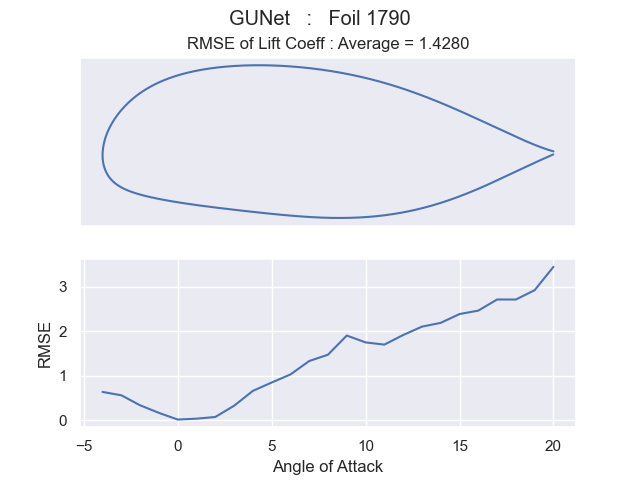 GUNet   :   Foil 1790
RMSE of Lift Coeff : Average = 1.4280
3
2
1
0
RMSE
−5 0 5 10 15 20
Angle of Attack